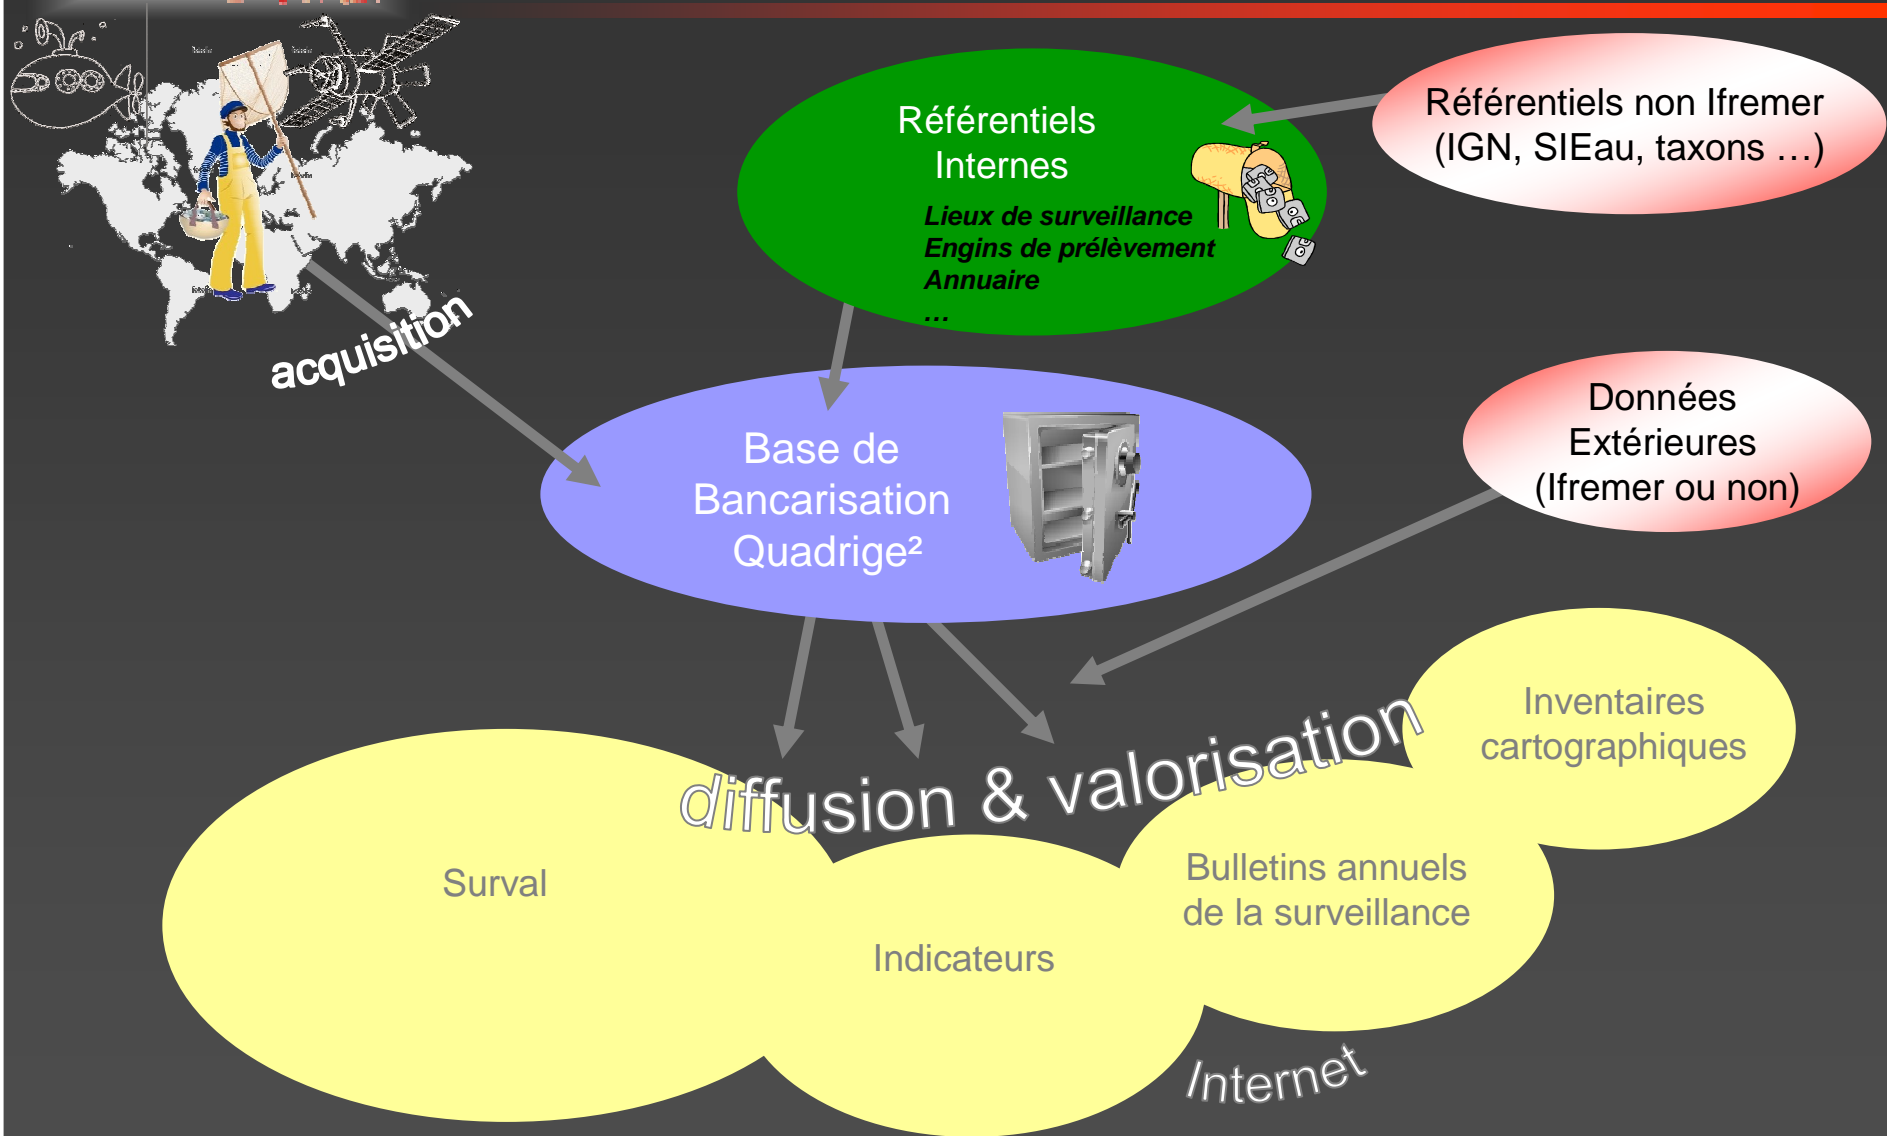 Référentiels
Internes
Lieux de surveillance
Engins de prélèvement
Annuaire
...
Référentiels non Ifremer
(IGN, SIEau, taxons ...)
acquisition
Base de
Bancarisation
Quadrige²
Données
Extérieures
(Ifremer ou non)
diffusion & valorisation
Inventaires
cartographiques
Surval
Bulletins annuels
de la surveillance
Indicateurs
Internet